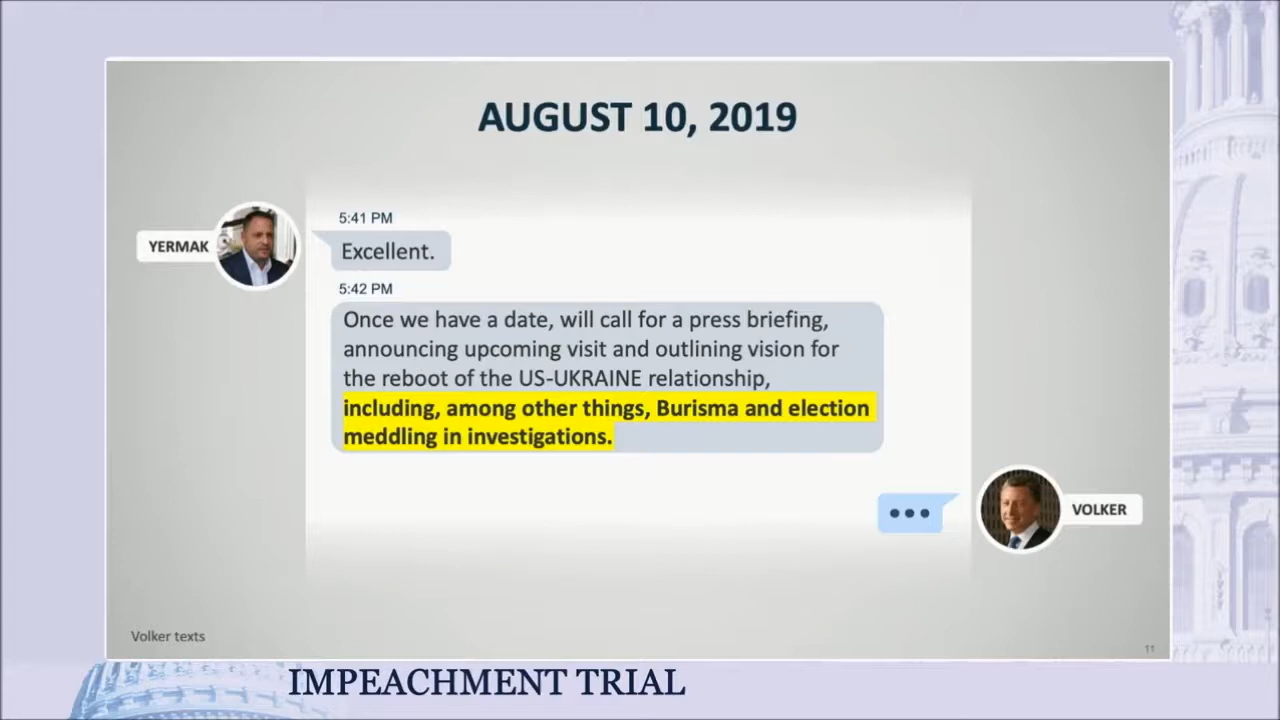 AUGUST 10, 2019
5:41 PM
YERMAK
Excellent.
5:42 PM
Once we have a date, will call for a press briefing,
announcing upcoming visit and outlining vision for
the reboot of the US-UKRAINE relationship,
including, among other things, Burisma and election
meddling in investigations.
VOLKER
Volker texts
11
IMPEACHMENT TRIAL